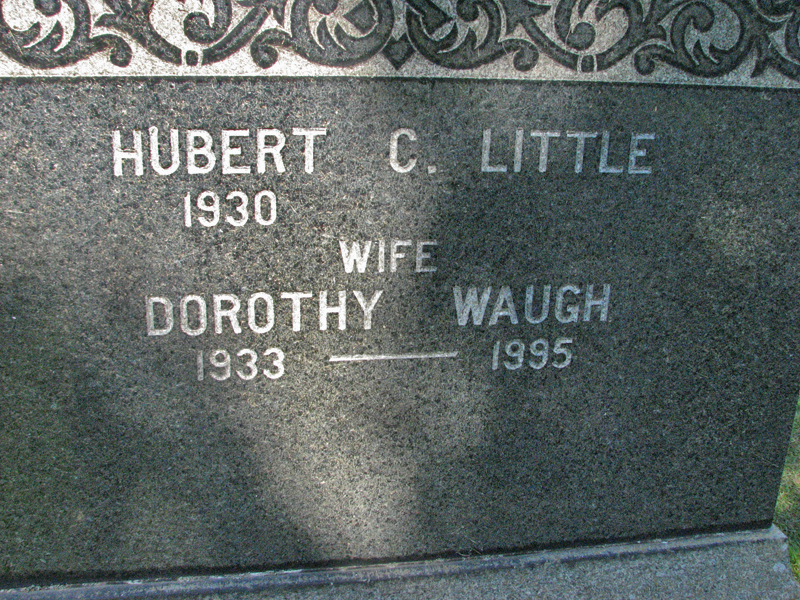 HUBERT C. LITTLE
1930
WIFE
DOROTHY WAUGH
1933 — 1995